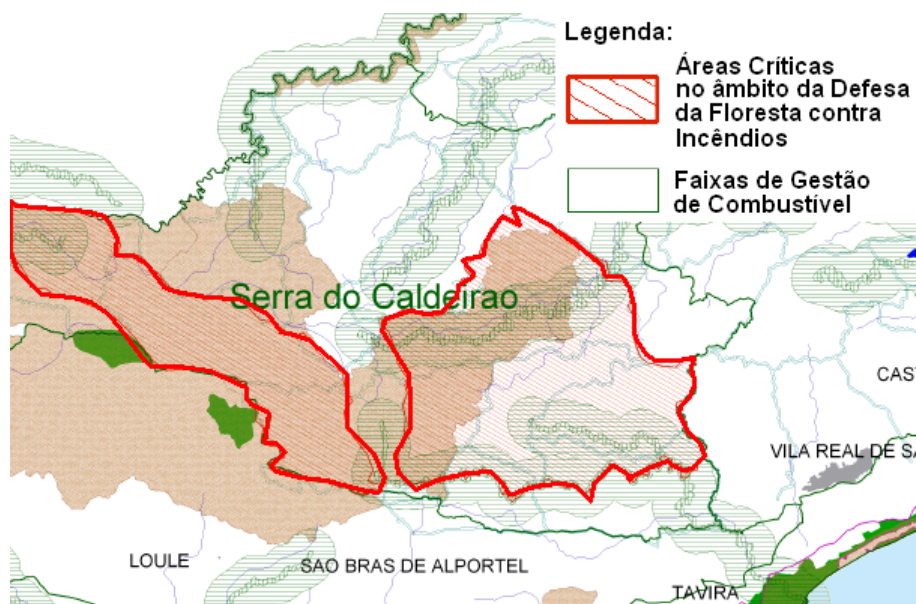 Legenda:
Áreas Críticas
no âmbito da Defesa
da Floresta contra
Incêndios
Faixas de Gestão
de Combustível
Serra do Caldeirao
CAST
VILA REAL DE SA
LOULE
SAO BRAS DE ALPORTEL
TAVIRA